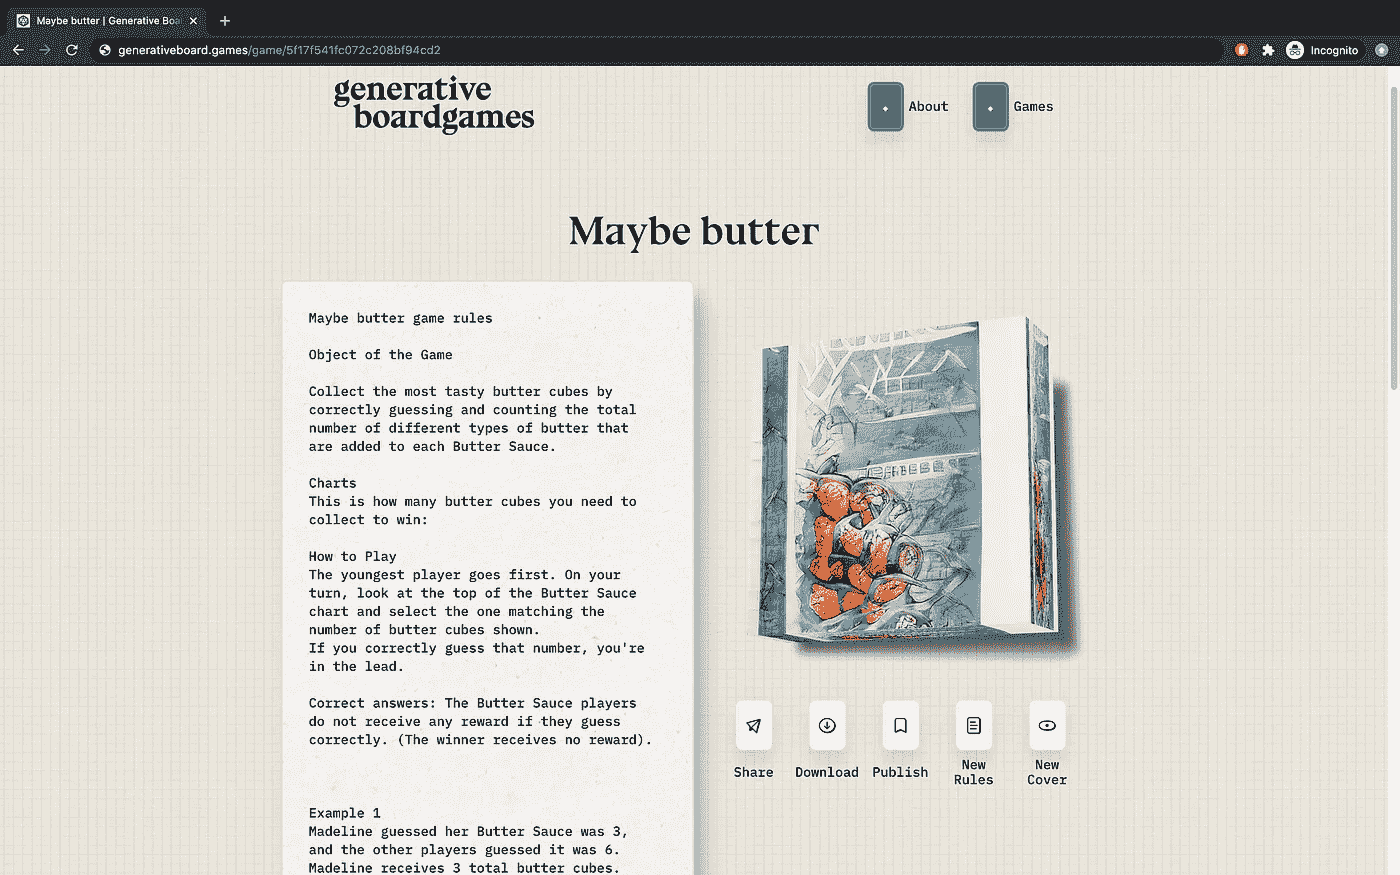 Maybe butter | Generative Boa
generativeboard.games/game/5f17f541fc072c208bf94cd2
Incognito
generative
boardgames
About
Games
Maybe butter
Maybe butter game rules
Object of the Game
Collect the most tasty butter cubes by
correctly guessing and counting the total
number of different types of butter that
are added to each Butter Sauce.
Charts
This is how many butter cubes you need to
collect to win:
How to Play
The youngest player goes first. On your
turn, look at the top of the Butter Sauce
chart and select the one matching the
number of butter cubes shown.
If you correctly guess that number, you're
in the lead.
Correct answers: The Butter Sauce players
do not receive any reward if they guess
correctly. (The winner receives no reward).
Example 1
Madeline guessed her Butter Sauce was 3,
and the other players guessed it was 6.
Madeline receives 3 total butter cubes.
Share
Download
Publish
New
Rules
New
Cover